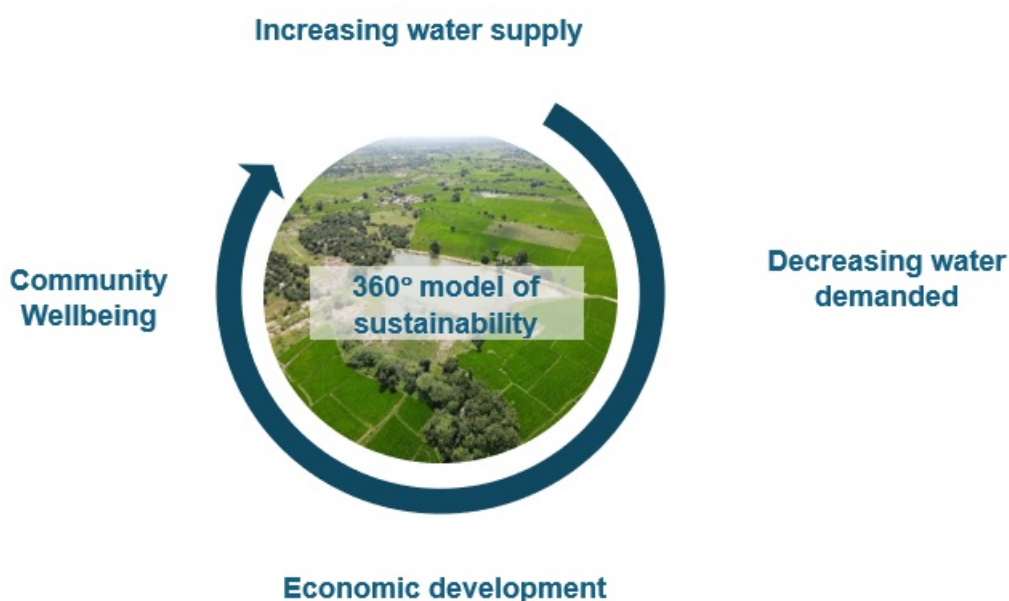 Increasing water supply
Decreasing water
demanded
Community
Wellbeing
360° model of
sustainability
Economic development